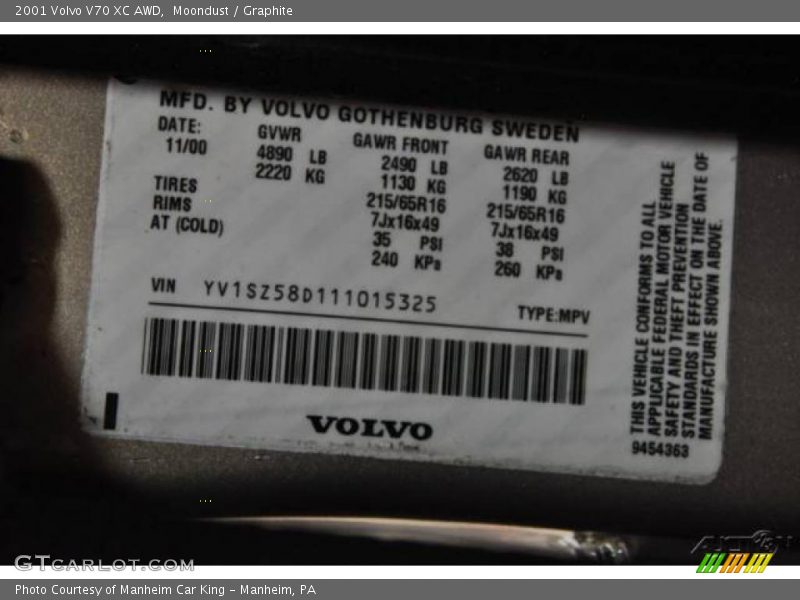 2001 Volvo V70 XC AWD,  Moondust / Graphite
MFD. BY VOLVO GOTHENBURG SWEDEN
DATE: GVWR GAWR FRONT GAWR REAR
11/00 4890 LB 2490 LB 2620 LB
2220 KG 1130 KG 1190 KG
TIRES 215/65R16 215/65R16
RIMS 7Jx16x49 7Jx16x49
AT (COLD) 35 PSI 38 PSI
240 KPa 260 KPa
VIN YV1SZ58D111015325 TYPE:MPV
VOLVO
THIS VEHICLE CONFORMS TO ALL
APPLICABLE FEDERAL MOTOR VEHICLE
SAFETY AND THEFT PREVENTION
STANDARDS IN EFFECT ON THE DATE OF
MANUFACTURE SHOWN ABOVE.
9454363
GTcarlot.com
Photo Courtesy of Manheim Car King - Manheim, PA